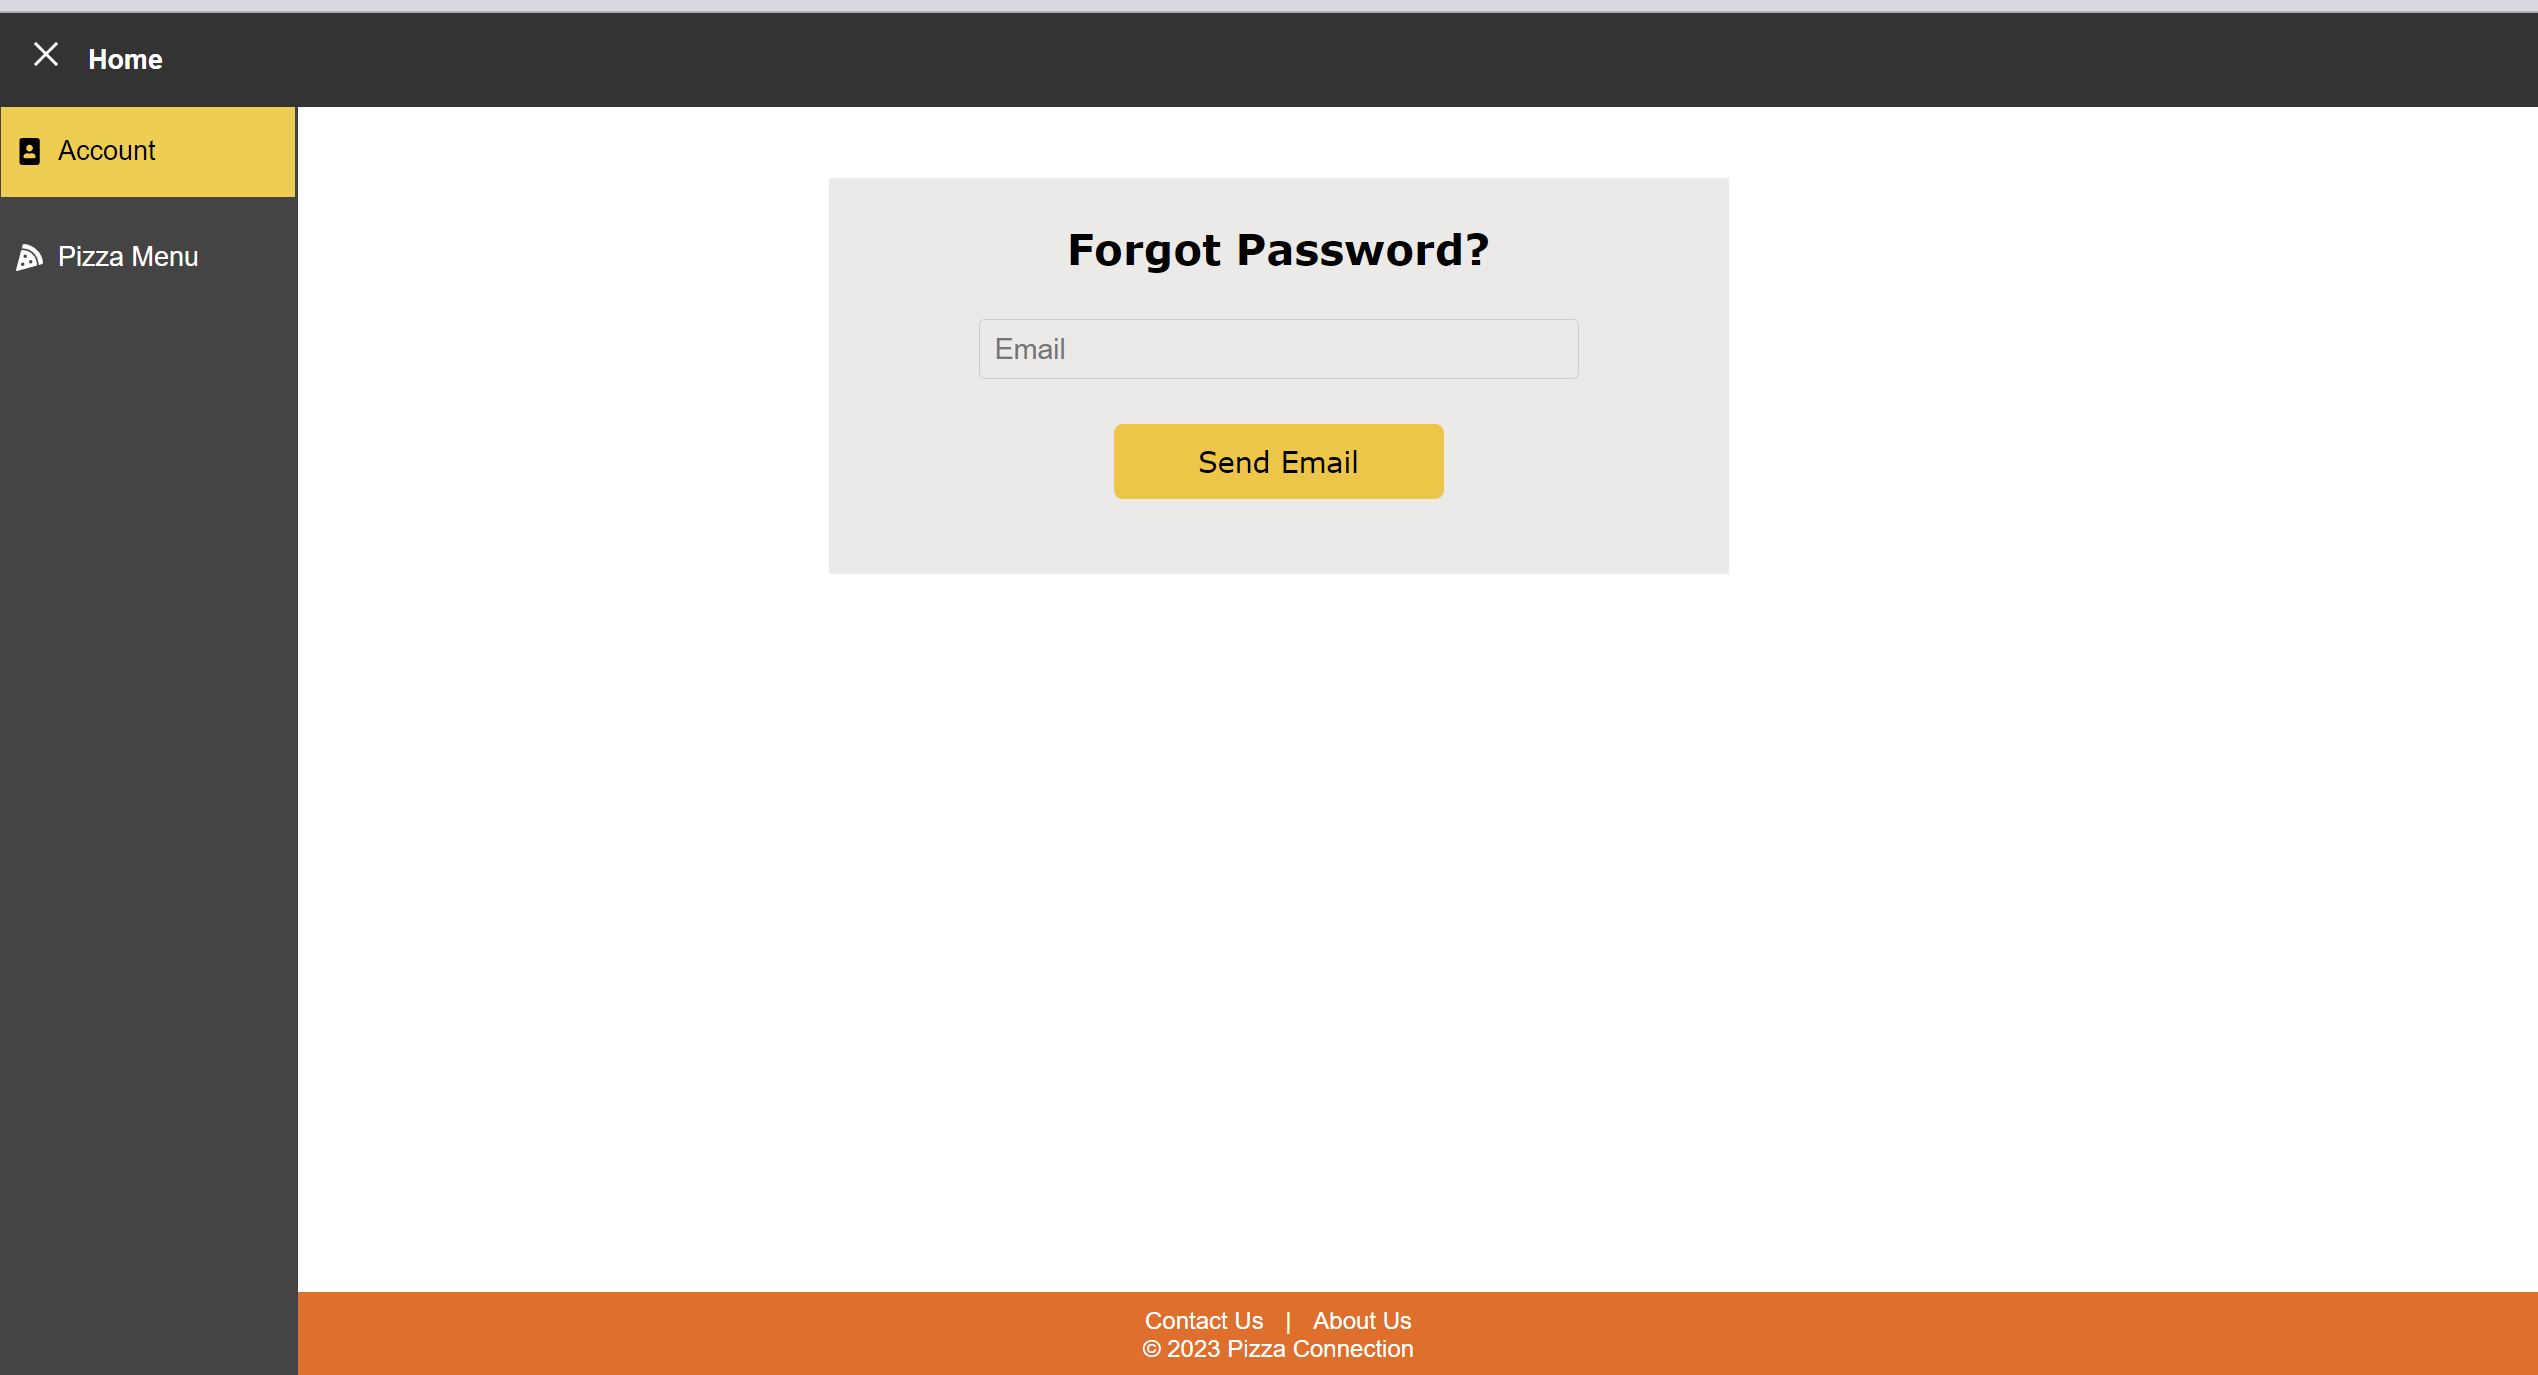 Home
Account
Pizza Menu
Forgot Password?
Email
Send Email
Contact Us | About Us
© 2023 Pizza Connection